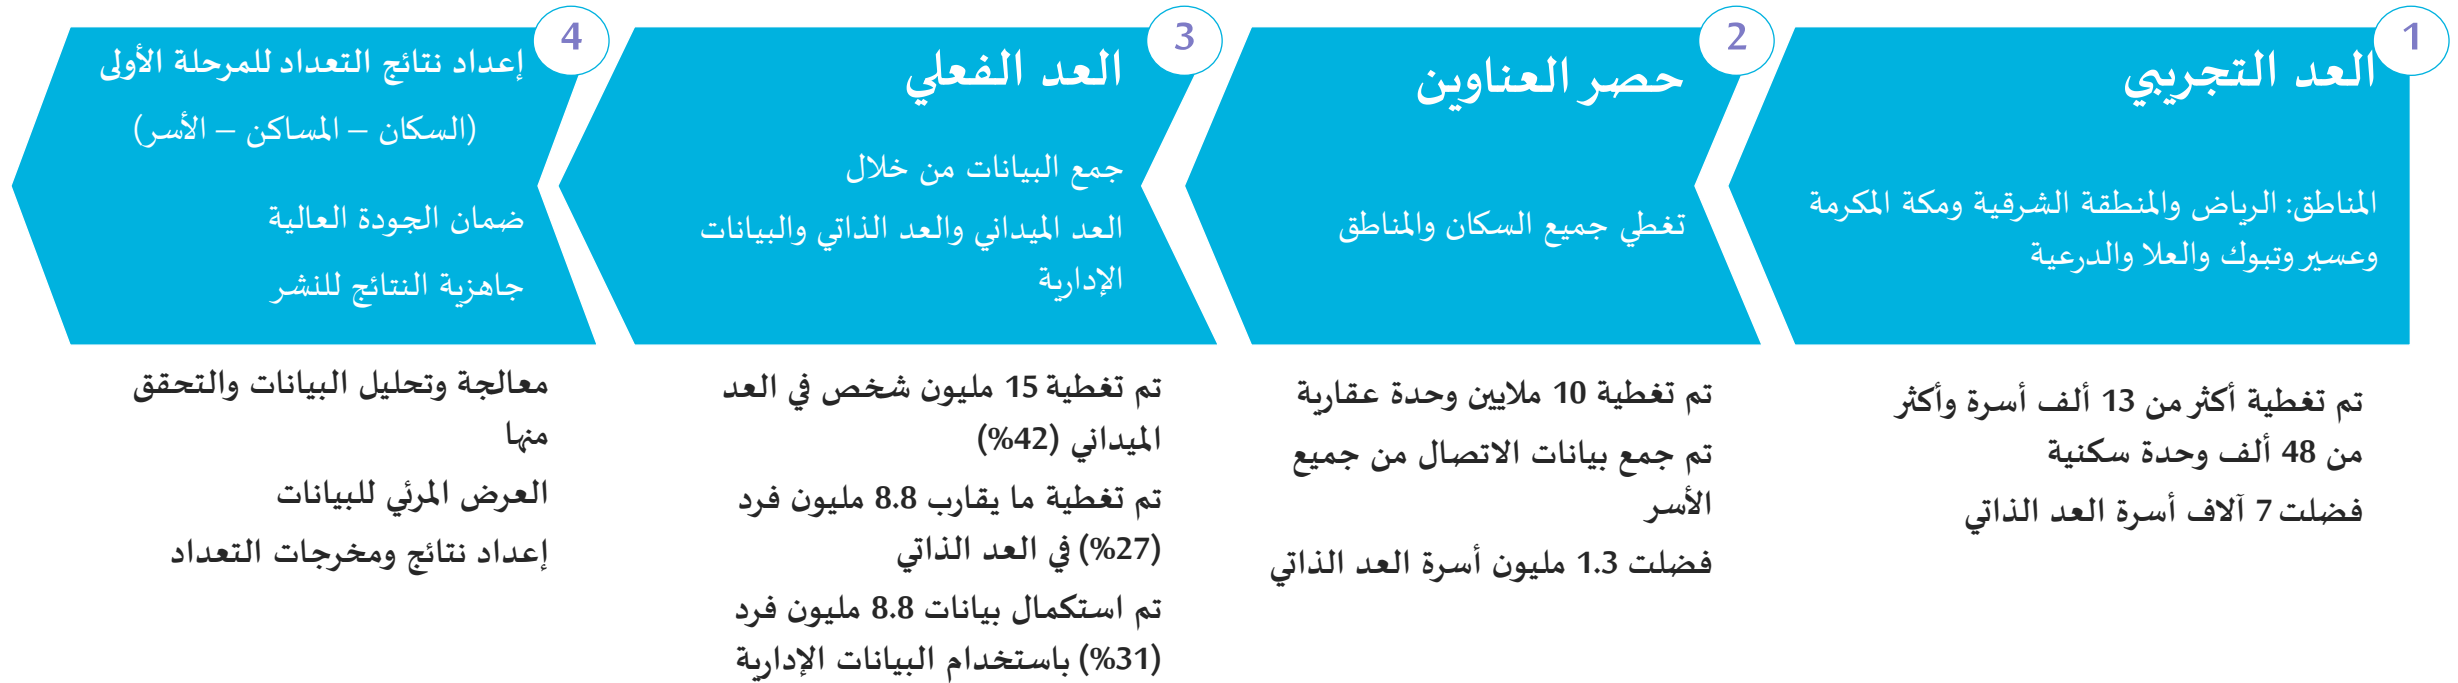 1
العد التجريبي
المناطق: الرياض والمنطقة الشرقية ومكة المكرمة
وعسير وتبوك والعلا والدرعية
تم تغطية أكثر من 13 ألف أسرة وأكثر
من 48 ألف وحدة سكنية
فضلت 7 آلاف أسرة العد الذاتي
2
حصر العناوين
تغطي جميع السكان والمناطق
تم تغطية 10 ملايين وحدة عقارية
تم جمع بيانات الاتصال من جميع
الأسر
فضلت 1.3 مليون أسرة العد الذاتي
3
العد الفعلي
جمع البيانات من خلال
العد الميداني والعد الذاتي والبيانات
الإدارية
تم تغطية 15 مليون شخص في العد
الميداني (42%)
تم تغطية ما يقارب 8.8 مليون فرد
(27%) في العد الذاتي
تم استكمال بيانات 8.8 مليون فرد
(31%) باستخدام البيانات الإدارية
4
إعداد نتائج التعداد للمرحلة الأولى
(السكان – المساكن – الأسر)
ضمان الجودة العالية
جاهزية النتائج للنشر
معالجة وتحليل البيانات والتحقق
منها
العرض المرئي للبيانات
إعداد نتائج ومخرجات التعداد